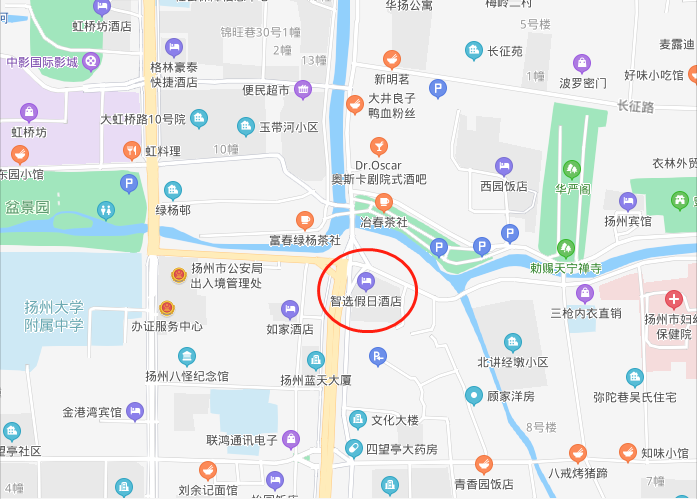 华扬公寓
梅岭二村
虹桥坊酒店
锦旺巷30号1幢
5号楼
中影国际影城
格林豪泰
快捷酒店
2幢
13幢
长征苑
麦露迪
新明茗
1幢
波罗密门
好味小吃馆
便民超市
大井良子
鸭血粉丝
长征路
虹桥坊
大虹桥路10号院
玉带河小区
东园小馆
虹料理
10幢
Dr.Oscar
奥斯卡剧院式酒吧
西园饭店
华严阁
衣林外贸
盆景园
绿杨邨
冶春茶社
扬州宾馆
富春绿杨茶社
扬州市公安局
出入境管理处
敕赐天宁禅寺
智选假日酒店
扬州大学
附属中学
办证服务中心
如家酒店
三枪内衣直销
扬州市妇幼
保健院
扬州八怪纪念馆
扬州蓝天大厦
北讲经墩小区
顾家洋房
弥陀巷吴氏住宅
金港湾宾馆
文化大楼
8号楼
望亭社区
联鸿通讯电子
四望亭大药房
知味小馆
八戒烤猪蹄
4幢
刘余记面馆
青香园饭店
7幢